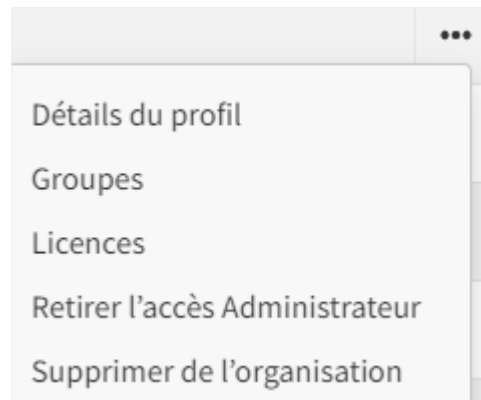 Détails du profil
Groupes
Licences
Retirer l’accès Administrateur
Supprimer de l’organisation